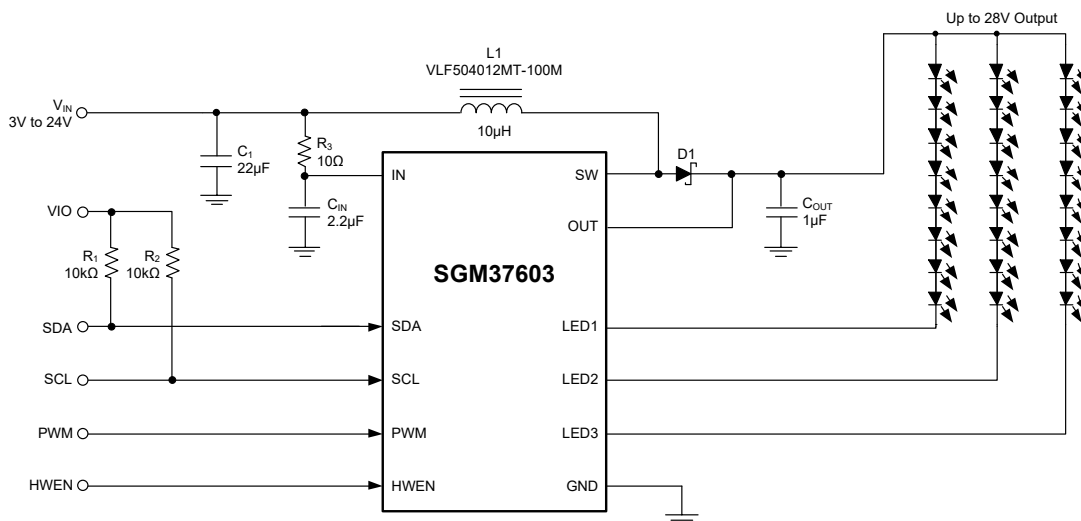 Up to 28V Output
L1
VLF504012MT-100M
10µH
VIN
3V to 24V
C1
22µF
R3
10Ω
CIN
2.2µF
IN
SW
D1
OUT
COUT
1µF
VIO
R1
10kΩ
R2
10kΩ
SGM37603
SDA
SDA
LED1
SCL
SCL
LED2
PWM
PWM
LED3
HWEN
HWEN
GND